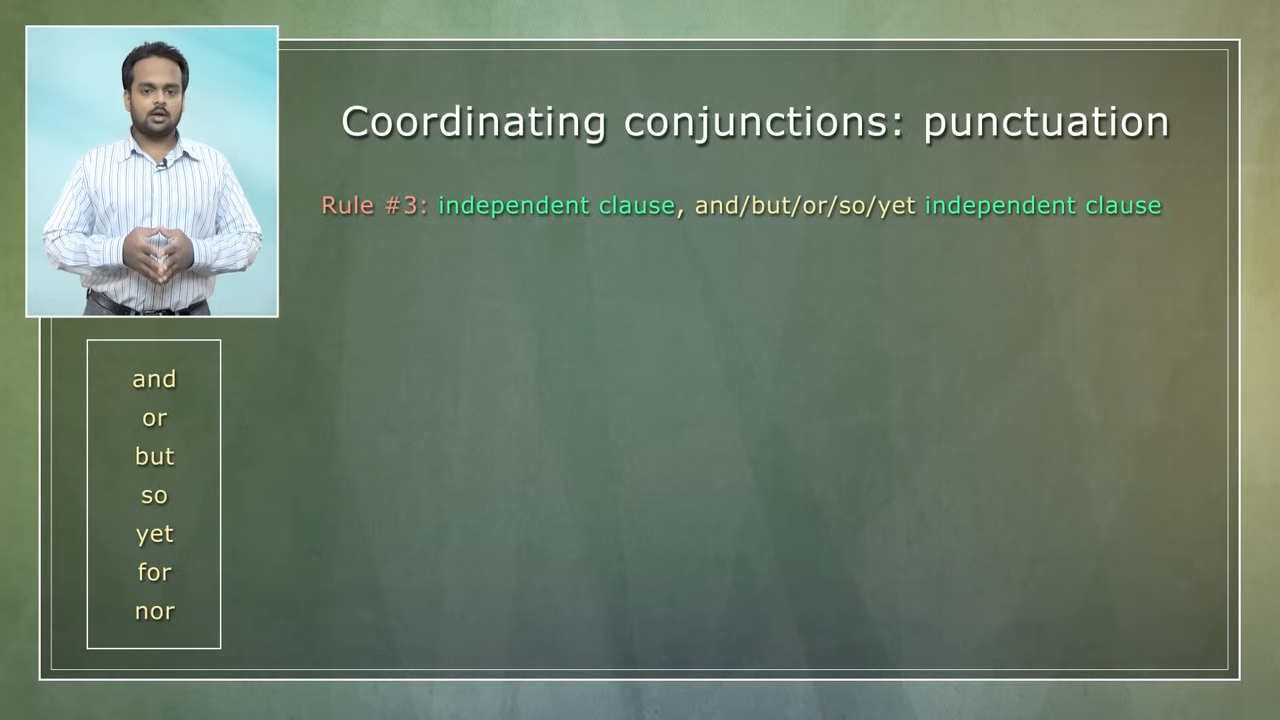 Coordinating conjunctions: punctuation
Rule #3: independent clause, and/but/or/so/yet independent clause
and
or
but
so
yet
for
nor